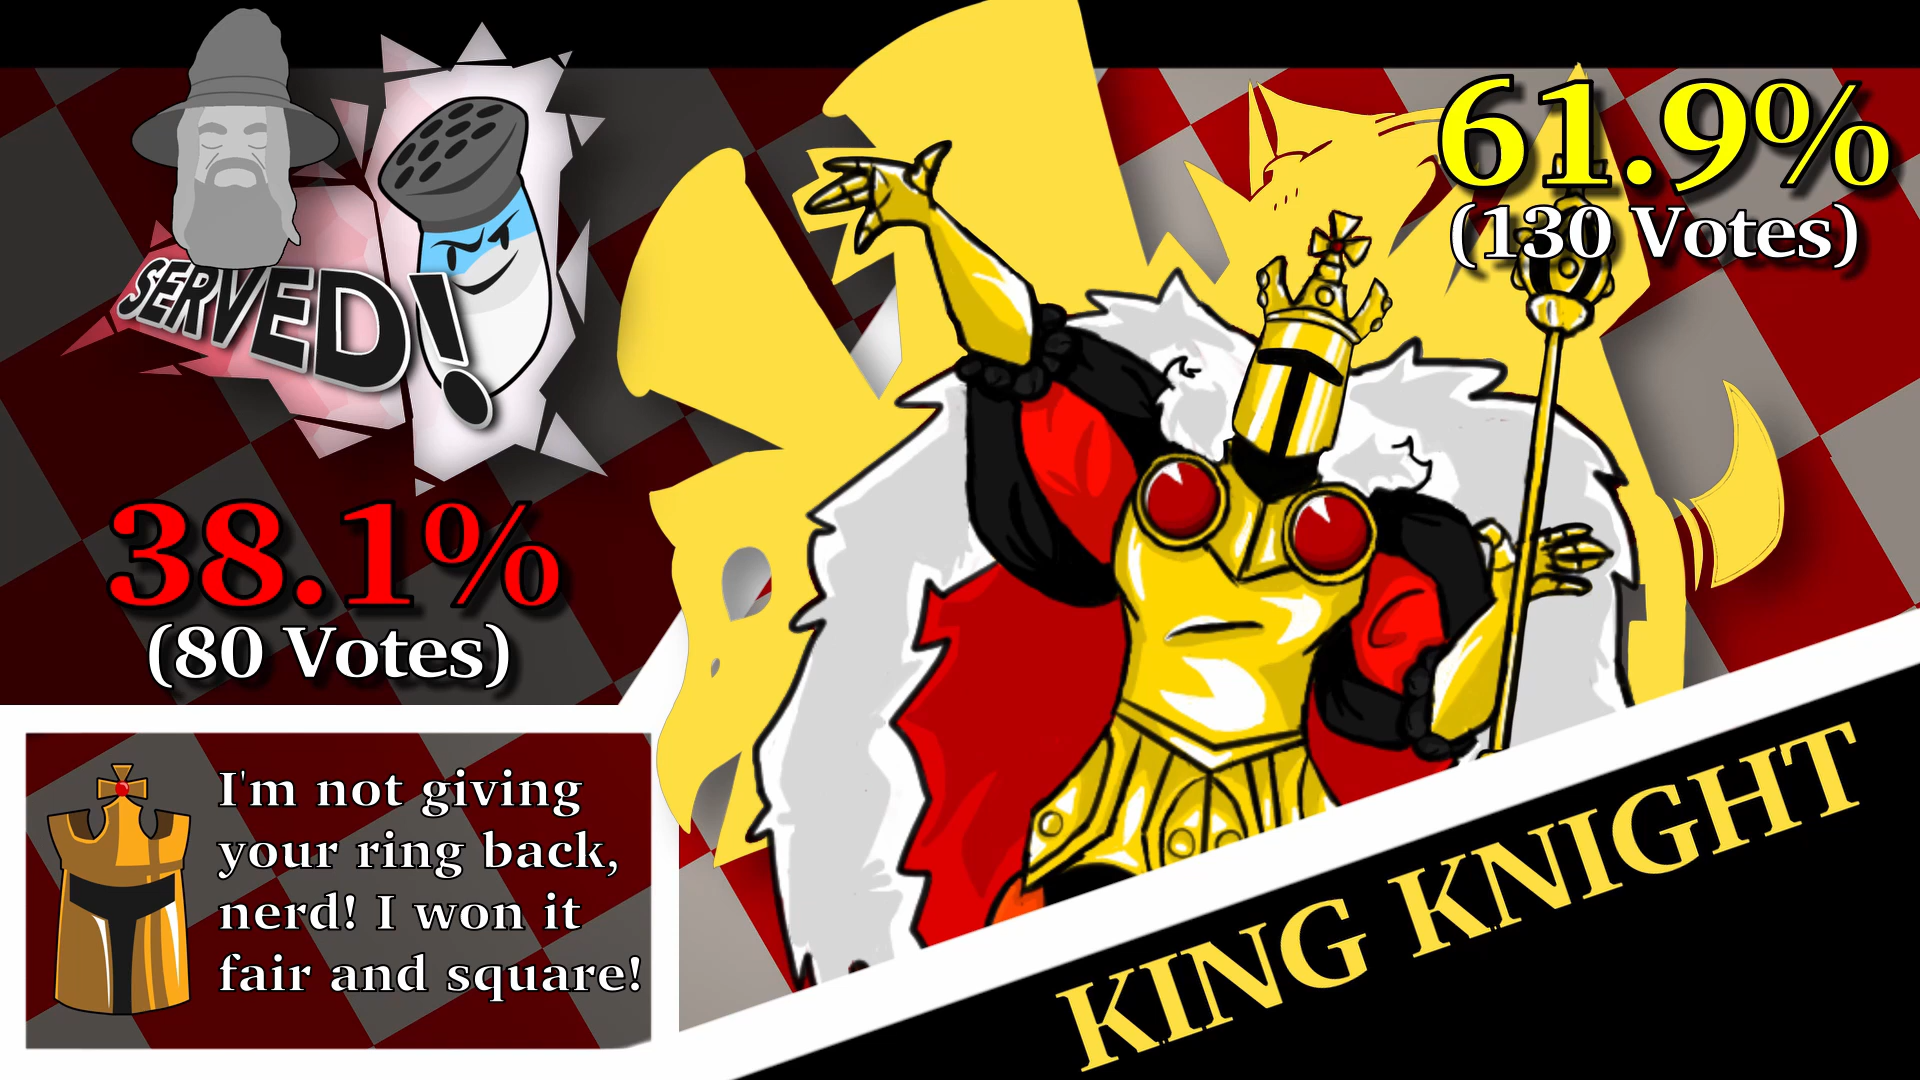 61.9%
(130 Votes)
SERVED!
38.1%
(80 Votes)
I'm not giving
your ring back,
nerd! I won it
fair and square!
KING KNIGHT